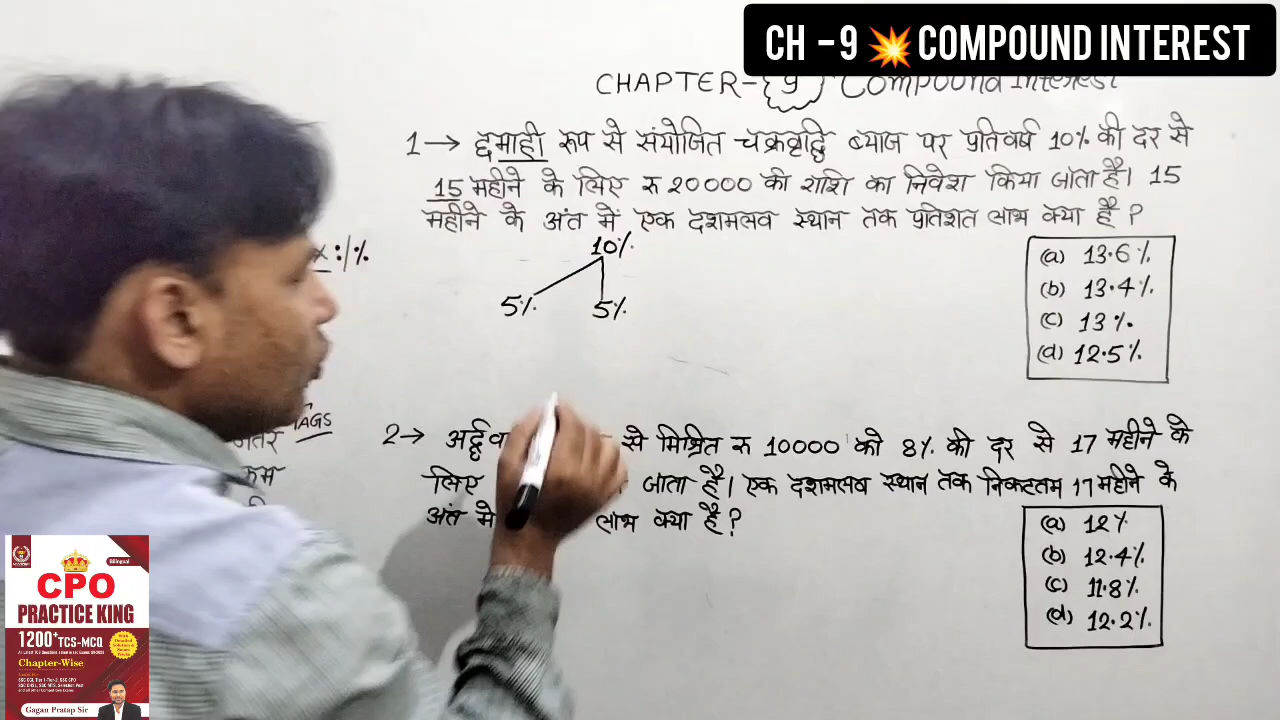 CH - 9 💥 COMPOUND INTEREST
CHAPTER-9 Compound Interest
1→ छमाही रूप से संयोजित चक्रवृद्धि ब्याज पर प्रतिवर्ष 10% की दर से
15 महीने के लिए रु 20000 की राशि का निवेश किया जाता है। 15
महीने के अंत में एक दशमलव स्थान तक प्रतिशत लाभ क्या है ?
10%
5% 5%
(a) 13.6%
(b) 13.4%
(c) 13%
(d) 12.5%
TAGS
2→ से मिश्रित रु 10000 को 8% की दर से 17 महीने के
लिए जाता है। एक दशमलव स्थान तक निकटतम 17 महीने के
अंत में लाभ क्या है ?
(a) 12%
(b) 12.4%
(c) 11.8%
(d) 12.2%
Bilingual
CPO
PRACTICE KING
1200+ TCS-MCQ
Chapter-Wise
Gagan Pratap Sir